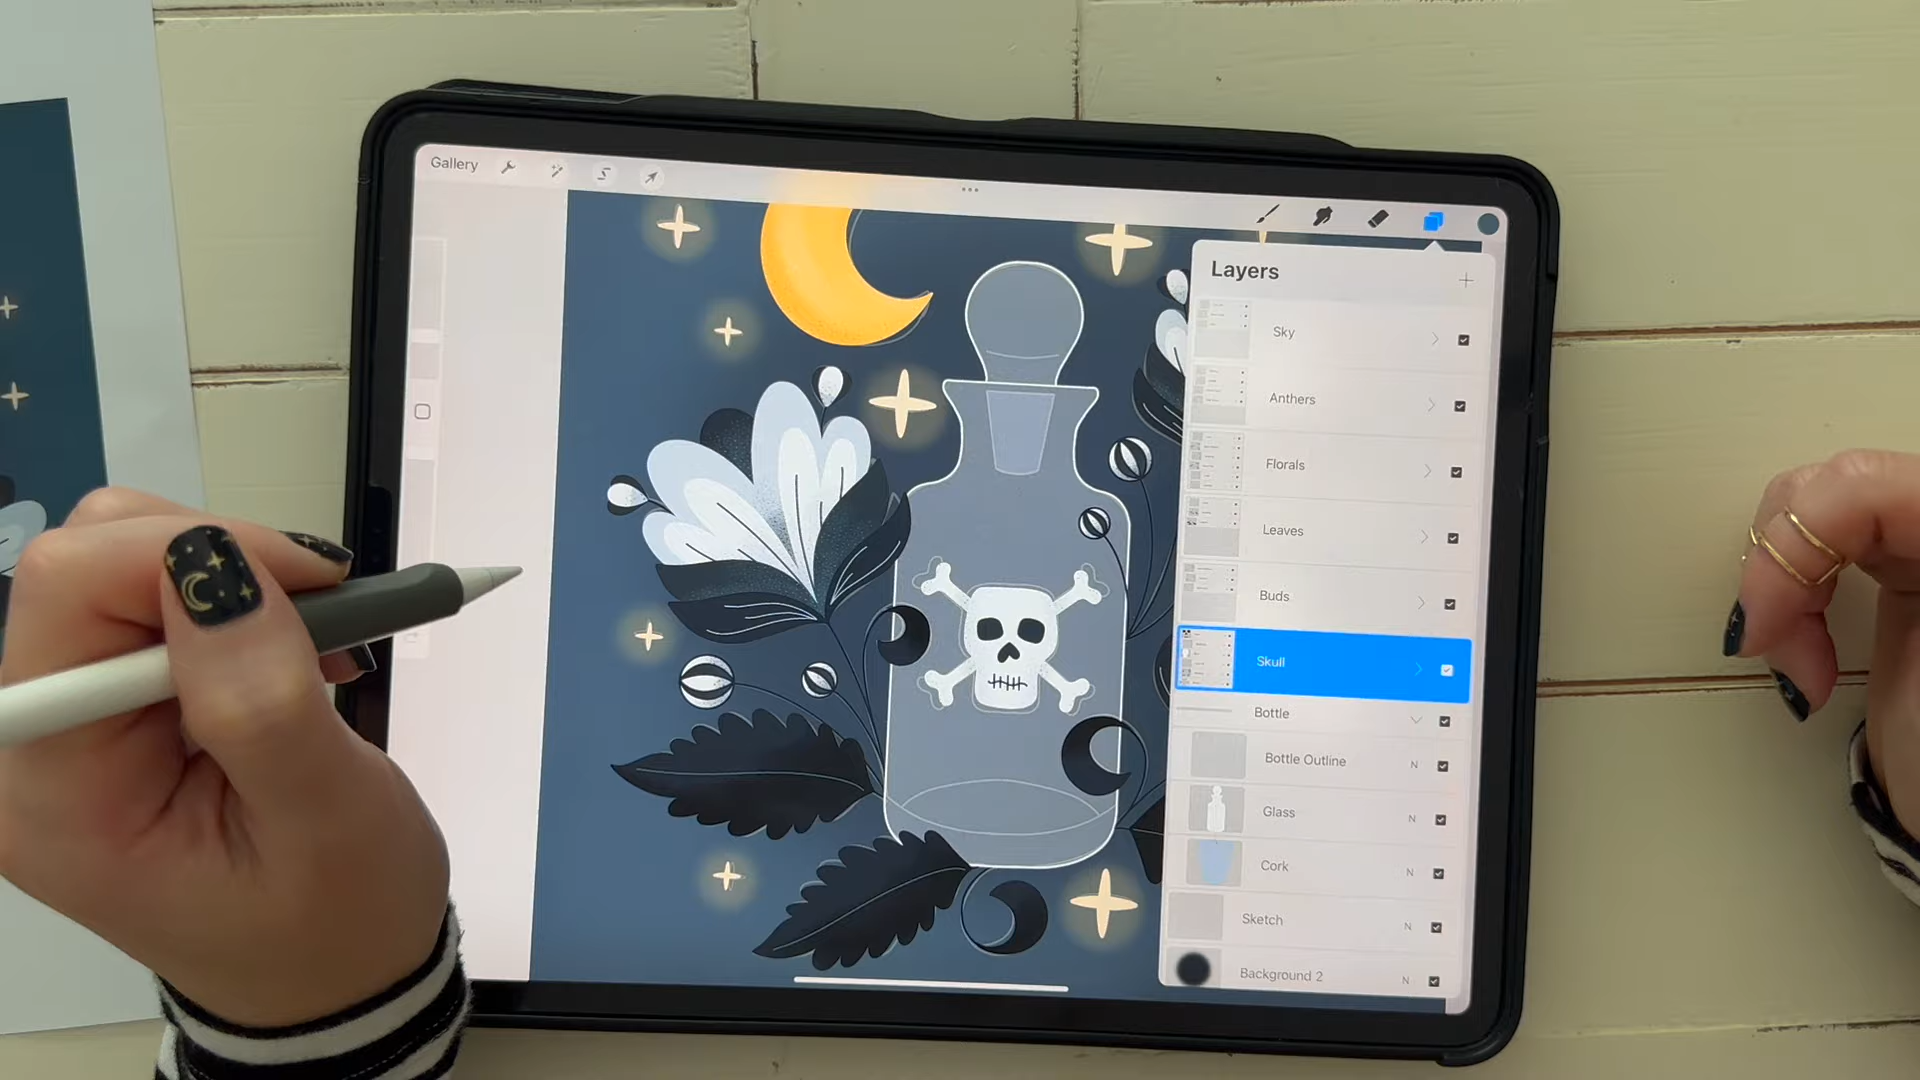 Gallery
Layers
Sky
Anthers
Florals
Leaves
Buds
Skull
Bottle
Bottle Outline N
Glass N
Cork N
Sketch N
Background 2 N